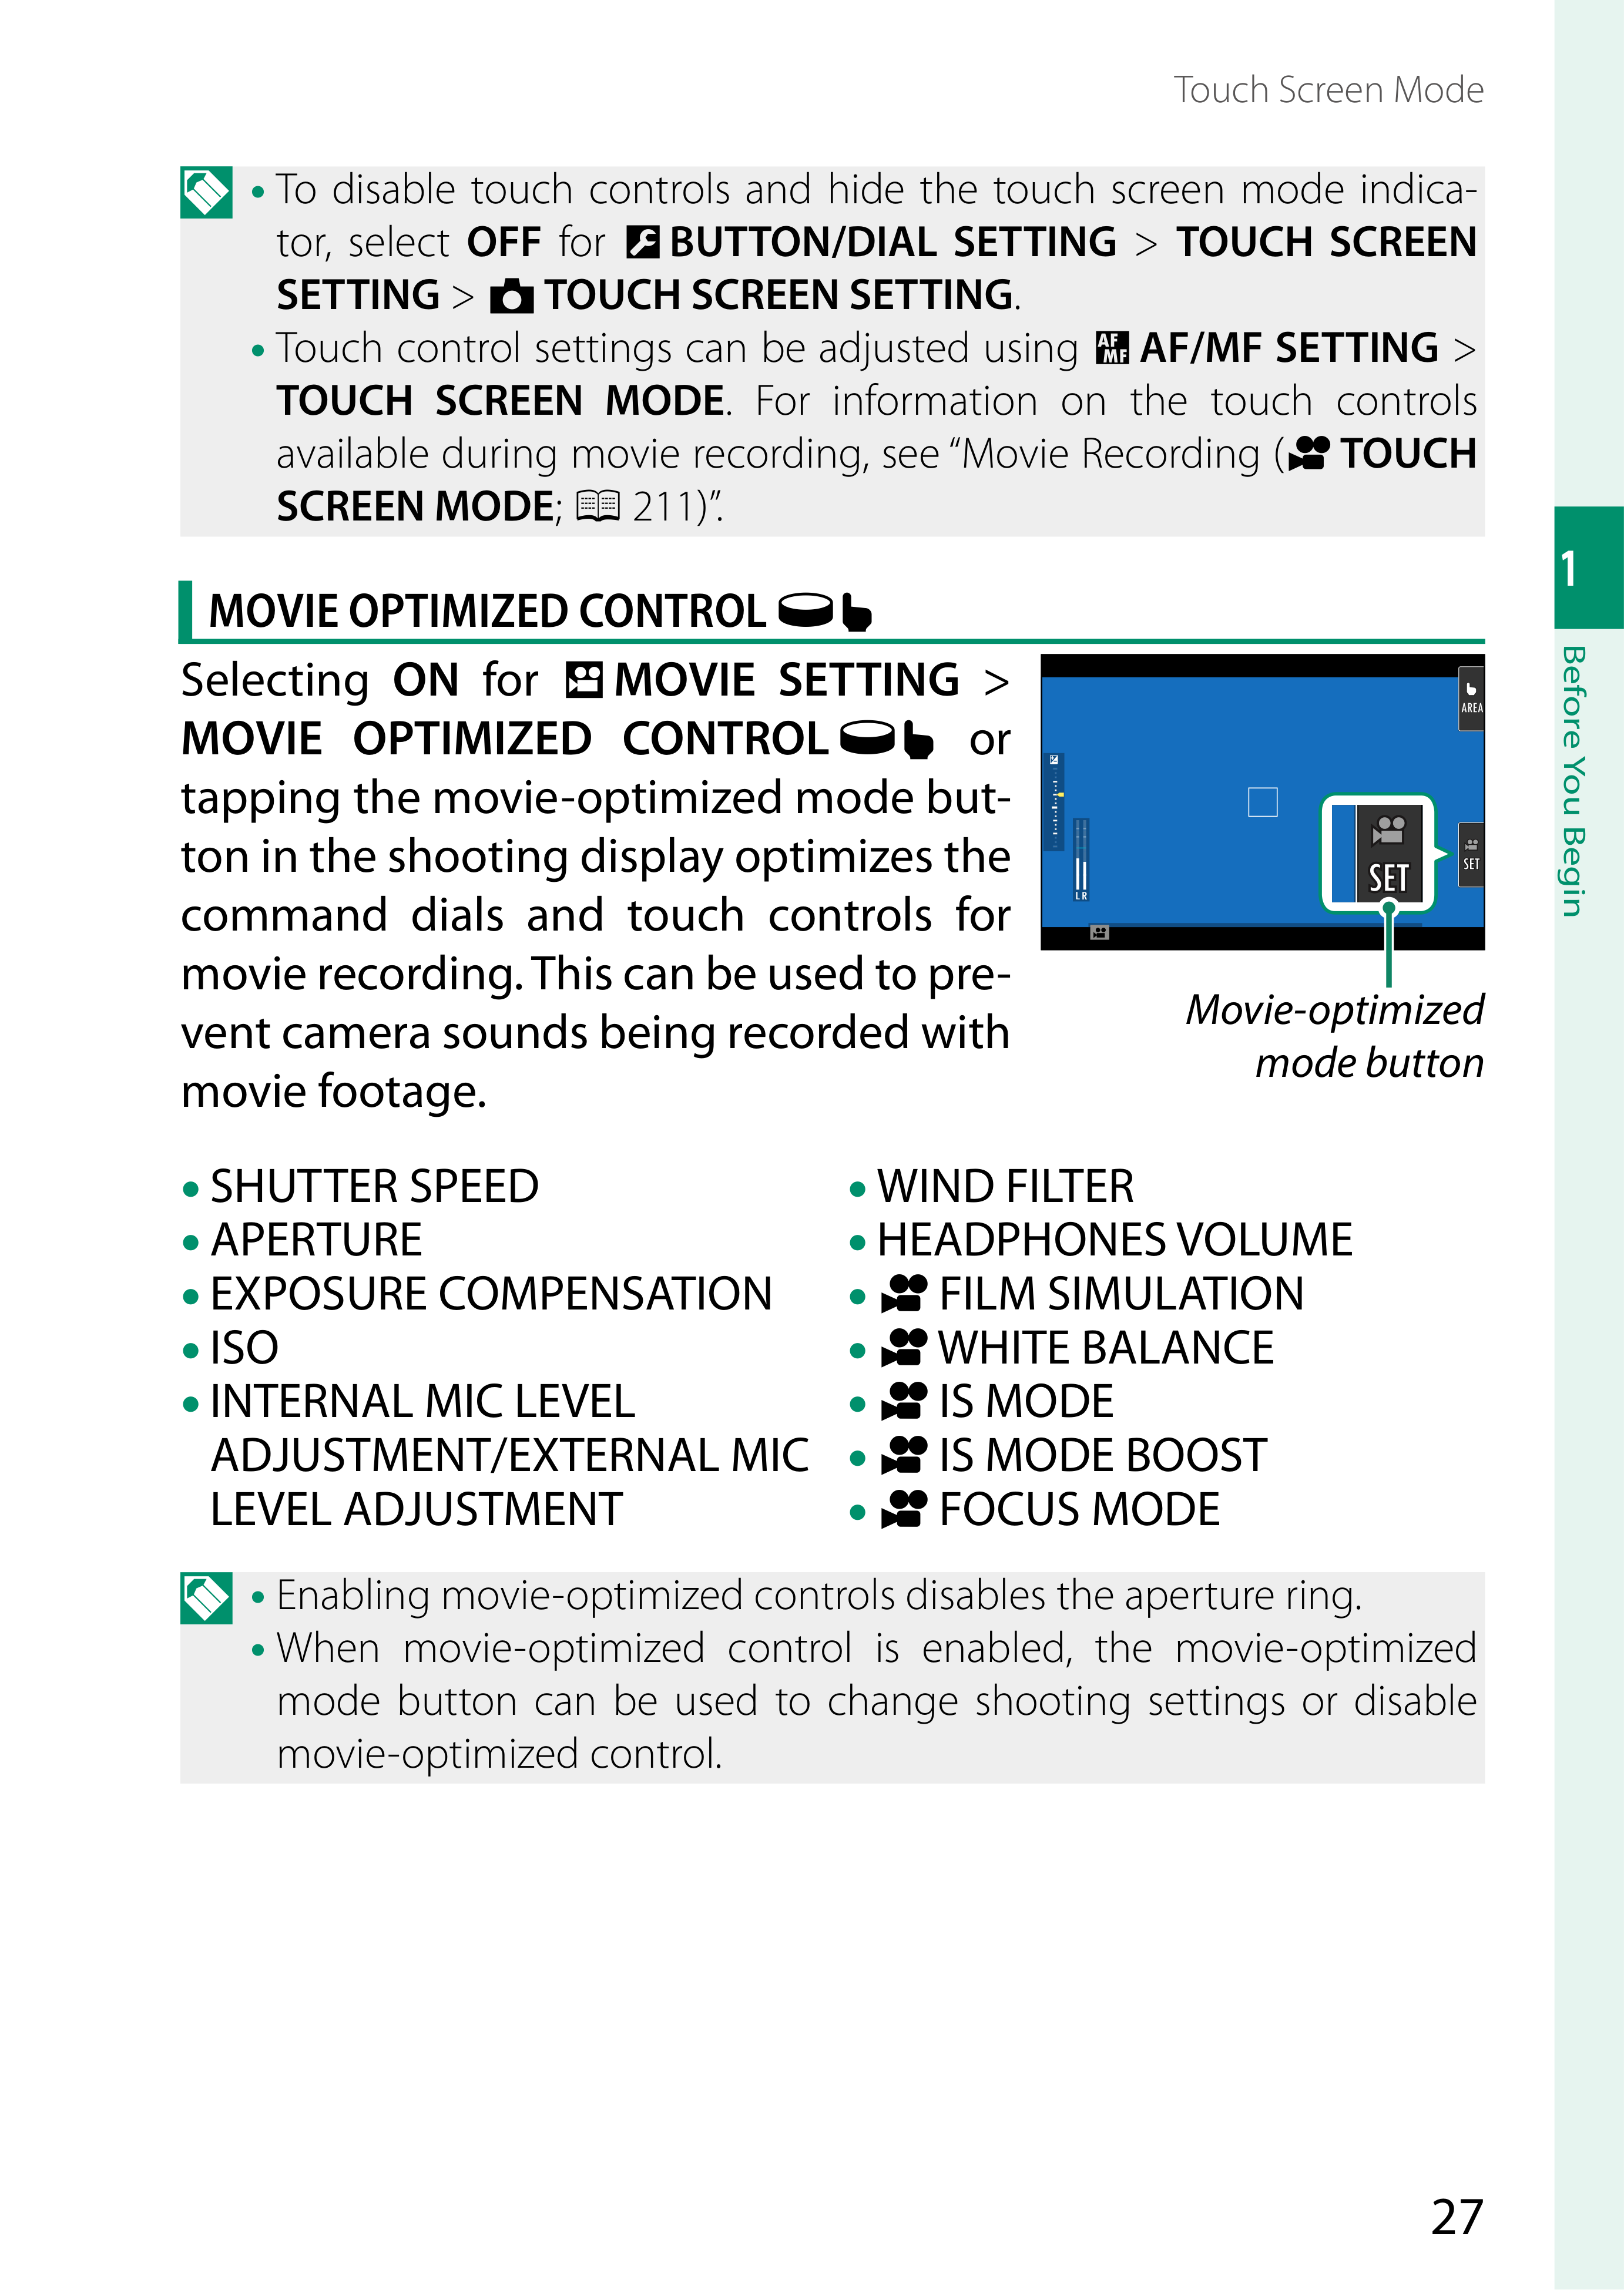 Touch Screen Mode
• To disable touch controls and hide the touch screen mode indica-
tor, select OFF for BUTTON/DIAL SETTING > TOUCH SCREEN
SETTING > TOUCH SCREEN SETTING.
• Touch control settings can be adjusted using AF MF AF/MF SETTING >
TOUCH SCREEN MODE. For information on the touch controls
available during movie recording, see “Movie Recording ( TOUCH
SCREEN MODE; 211)”.
1
Before You Begin
MOVIE OPTIMIZED CONTROL
Selecting ON for MOVIE SETTING >
MOVIE OPTIMIZED CONTROL or
tapping the movie-optimized mode but-
ton in the shooting display optimizes the
command dials and touch controls for
movie recording. This can be used to pre-
vent camera sounds being recorded with
movie footage.
AREA
SET
SET
L R
Movie-optimized
mode button
• SHUTTER SPEED
• APERTURE
• EXPOSURE COMPENSATION
• ISO
• INTERNAL MIC LEVEL
ADJUSTMENT/EXTERNAL MIC
LEVEL ADJUSTMENT
• WIND FILTER
• HEADPHONES VOLUME
• FILM SIMULATION
• WHITE BALANCE
• IS MODE
• IS MODE BOOST
• FOCUS MODE
• Enabling movie-optimized controls disables the aperture ring.
• When movie-optimized control is enabled, the movie-optimized
mode button can be used to change shooting settings or disable
movie-optimized control.
27